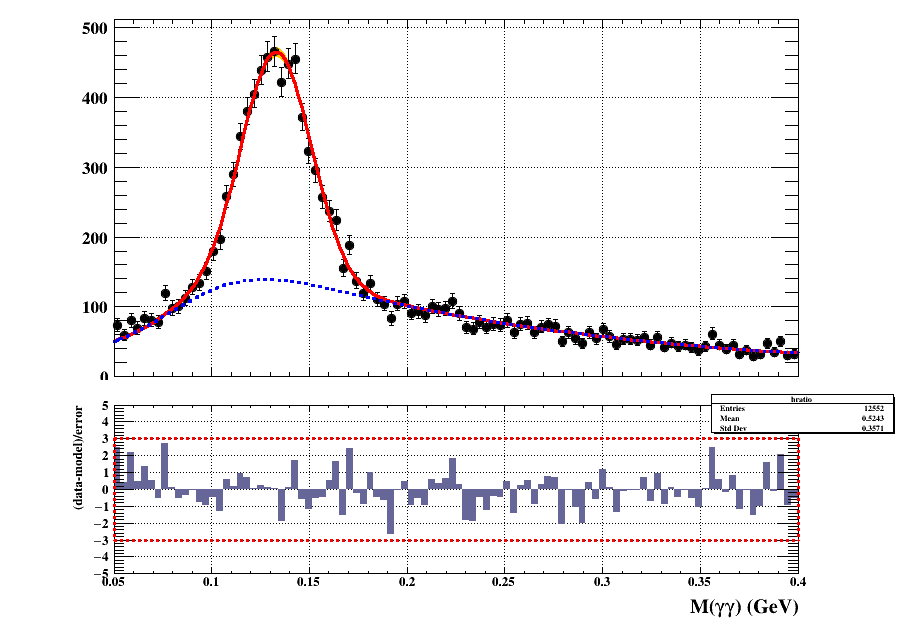 500
400
300
200
100
0
hratio
Entries 12552
Mean 0.5243
Std Dev 0.3571
(data-model)/error
5
4
3
2
1
0
−1
−2
−3
−4
−5
0.05 0.1 0.15 0.2 0.25 0.3 0.35 0.4
M(γγ) (GeV)